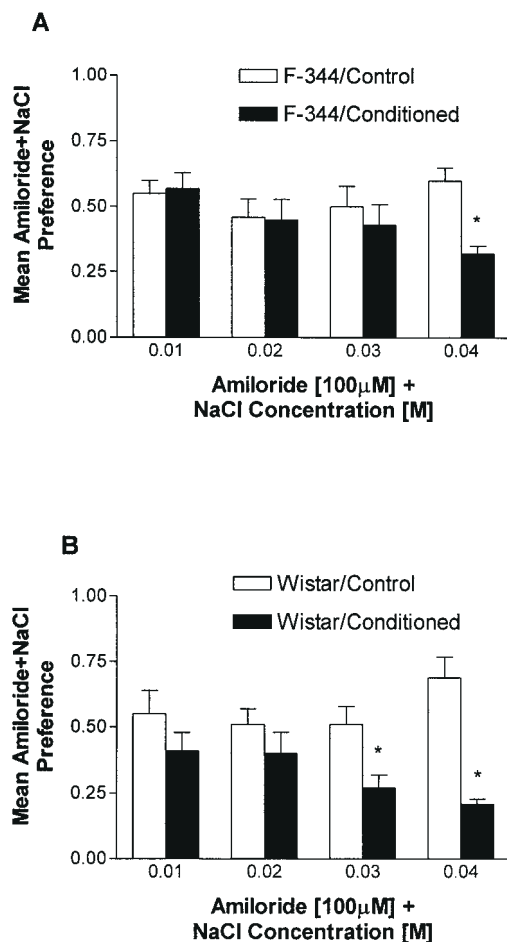 A
F-344/Control
F-344/Conditioned
Mean Amiloride+NaCl
Preference
1.00
0.75
0.50
0.25
0.00
*
0.01 0.02 0.03 0.04
Amiloride [100µM] +
NaCl Concentration [M]
B
Wistar/Control
Wistar/Conditioned
Mean Amiloride+NaCl
Preference
1.00
0.75
0.50
0.25
0.00
* *
0.01 0.02 0.03 0.04
Amiloride [100µM] +
NaCl Concentration [M]